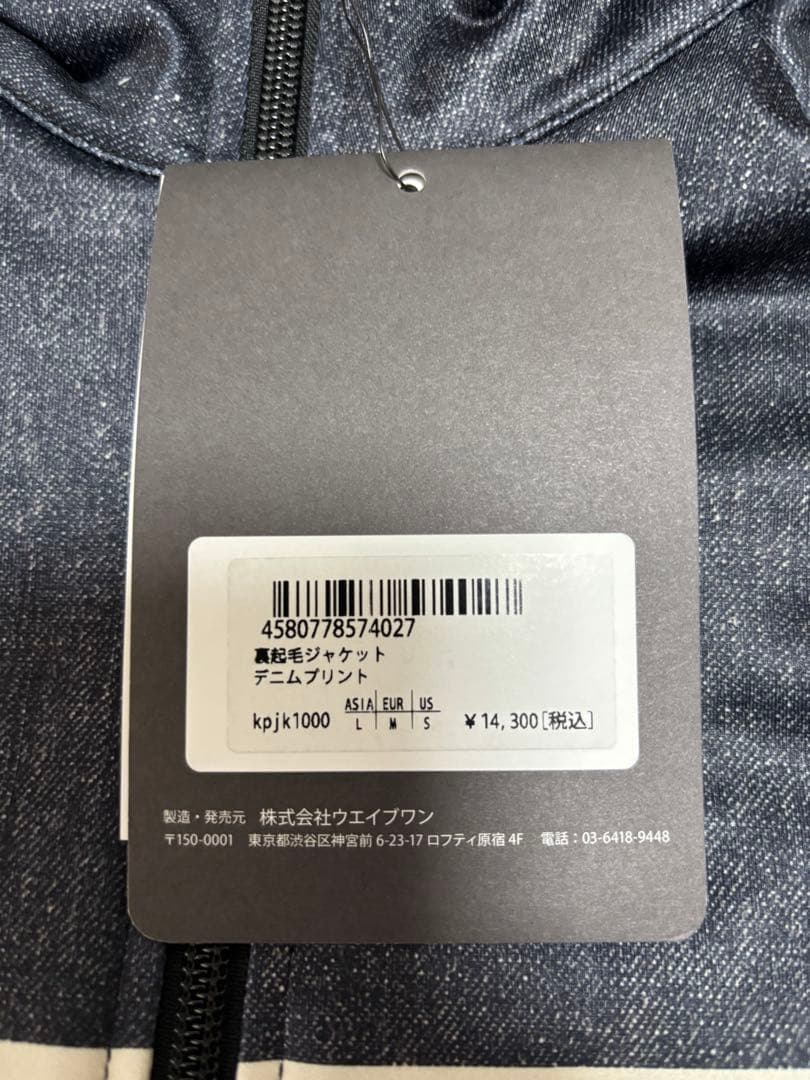 4580778574027
裏起毛ジャケット
デニムプリント
kpjk1000 ASIA EUR US ¥14,300[税込]
L M S
製造・発売元 株式会社ウエイブワン
〒150-0001 東京都渋谷区神宮前 6-23-17 ロフティ原宿 4F 電話：03-6418-9448